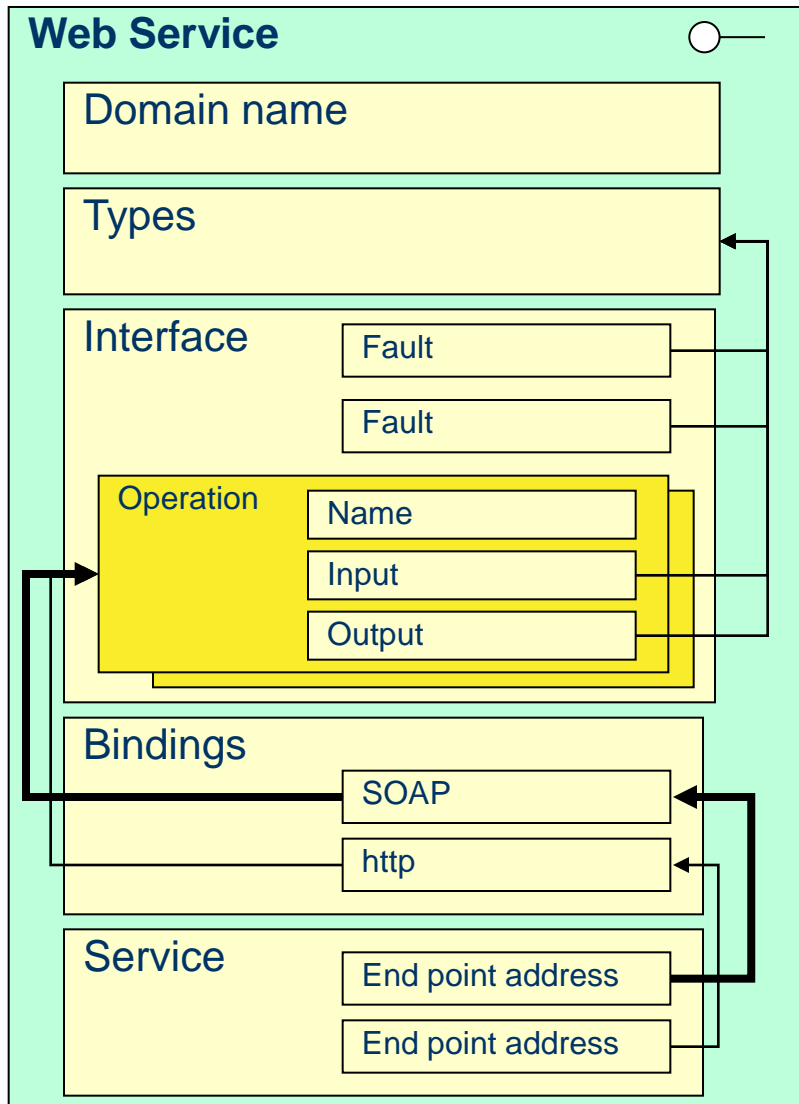 Web Service
Domain name
Types
Interface
Fault
Fault
Operation
Name
Input
Output
Bindings
SOAP
http
Service
End point address
End point address